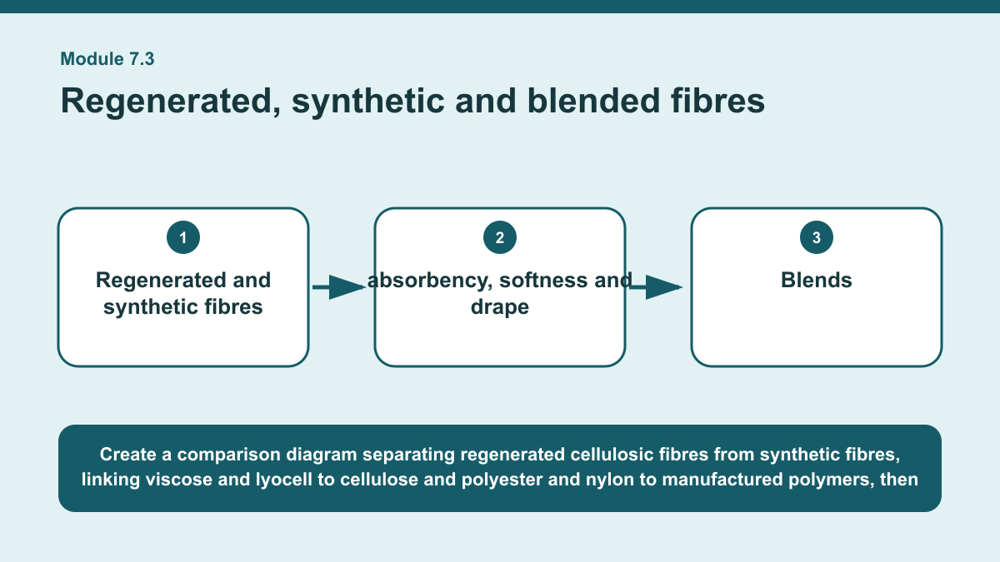 Module 7.3
Regenerated, synthetic and blended fibres
1
Regenerated and
synthetic fibres
2
absorbency, softness and
drape
3
Blends
Create a comparison diagram separating regenerated cellulosic fibres from synthetic fibres,
linking viscose and lyocell to cellulose and polyester and nylon to manufactured polymers, then